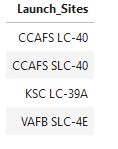 Launch_Sites
CCAFS LC-40
CCAFS SLC-40
KSC LC-39A
VAFB SLC-4E